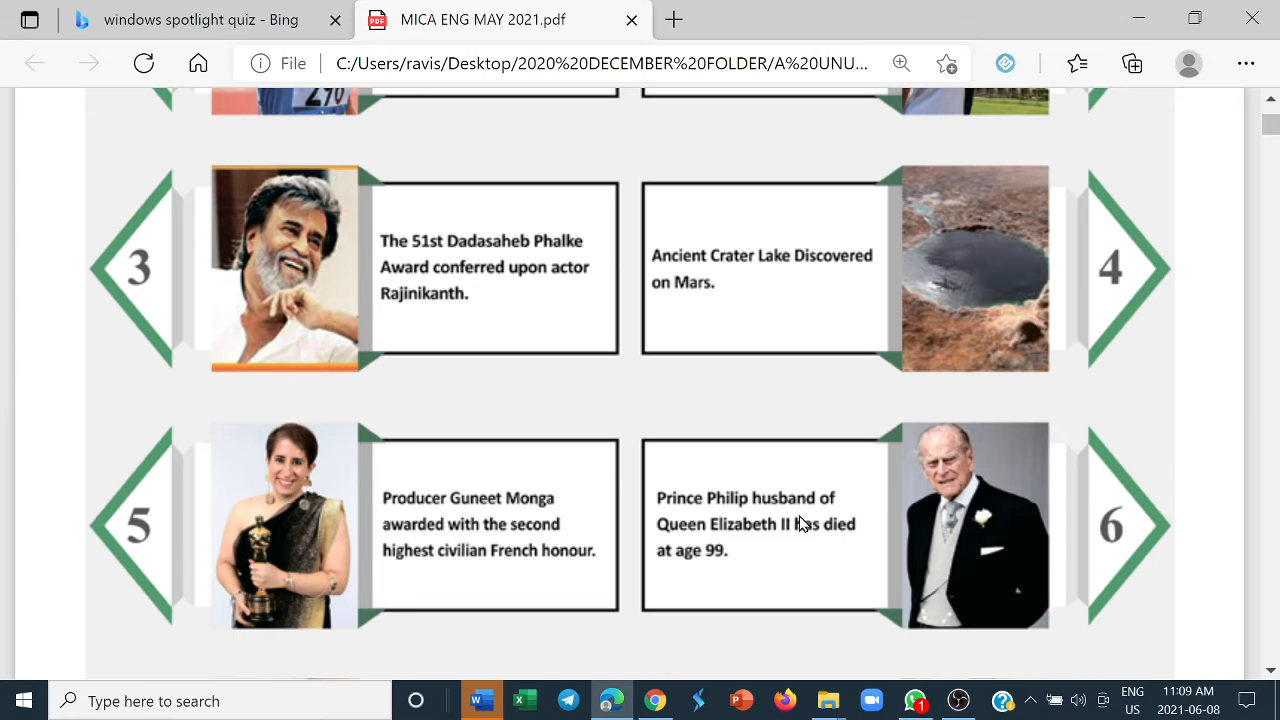 windows spotlight quiz - Bing
MICA ENG MAY 2021.pdf
File
C:/Users/ravis/Desktop/2020%20DECEMBER%20FOLDER/A%20UNU...
3
The 51st Dadasaheb Phalke
Award conferred upon actor
Rajinikanth.
Ancient Crater Lake Discovered
on Mars.
4
5
Producer Guneet Monga
awarded with the second
highest civilian French honour.
Prince Philip husband of
Queen Elizabeth II has died
at age 99.
6
Type here to search
1
ENG
US
11:09 AM
2021-06-08